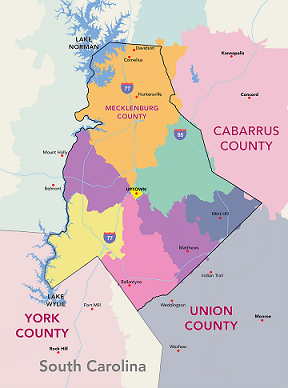 LAKE
NORMAN
Davidson
Cornelius
Kannapolis
77
Huntersville
Concord
MECKLENBURG
COUNTY
85
CABARRUS
COUNTY
Mount Holly
Belmont
UPTOWN
Mint Hill
77
Matthews
Indian Trail
Ballantyne
LAKE
WYLIE
Weddington
YORK
COUNTY
Fort Mill
UNION
COUNTY
Monroe
Rock Hill
Waxhaw
South Carolina